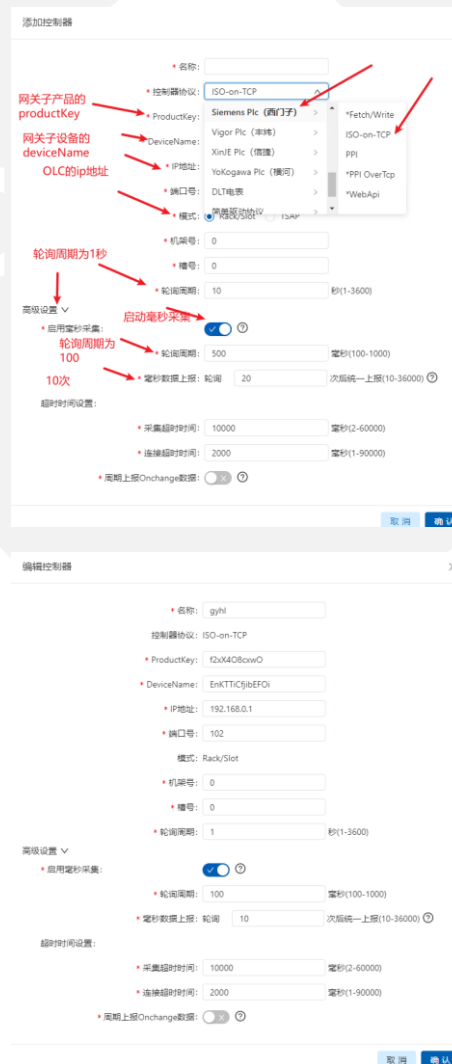 添加控制器
* 名称:
* 控制器协议: ISO-on-TCP
网关子产品的
productKey
* ProductKey:
Siemens Plc (西门子) >
*Fetch/Write
网关子设备的
deviceName
*DeviceName:
Vigor Plc (丰纬) >
ISO-on-TCP
OLC的ip地址
* IP地址:
XinJE Plc (信捷) >
PPI
YoKogawa Plc (横河) >
*PPI OverTcp
* 端口号:
DLT电表 >
*WebApi
简单驱动协议 >
* 模式: Rack/Slot TSAP
* 机架号: 0
* 槽号: 0
轮询周期为1秒
* 轮询周期: 10 秒(1-3600)
高级设置
启动毫秒采集
* 启用毫秒采集:
轮询周期为
100
* 轮询周期: 500 毫秒(100-1000)
10次
* 毫秒数据上报: 轮询 20 次后统一上报(10-36000)
超时时间设置:
* 采集超时时间: 10000 毫秒(2-60000)
* 连接超时时间: 2000 毫秒(1-90000)
* 周期上报Onchange数据:
取 消 确 认
编辑控制器
* 名称: gyhl
控制器协议: ISO-on-TCP
* ProductKey: f2xX4O8cxwO
* DeviceName: EnKTTiCfjibEFOi
* IP地址: 192.168.0.1
* 端口号: 102
模式: Rack/Slot
* 机架号: 0
* 槽号: 0
* 轮询周期: 1 秒(1-3600)
高级设置
* 启用毫秒采集:
* 轮询周期: 100 毫秒(100-1000)
* 毫秒数据上报: 轮询 10 次后统一上报(10-36000)
超时时间设置:
* 采集超时时间: 10000 毫秒(2-60000)
* 连接超时时间: 2000 毫秒(1-90000)
* 周期上报Onchange数据:
取 消 确 认